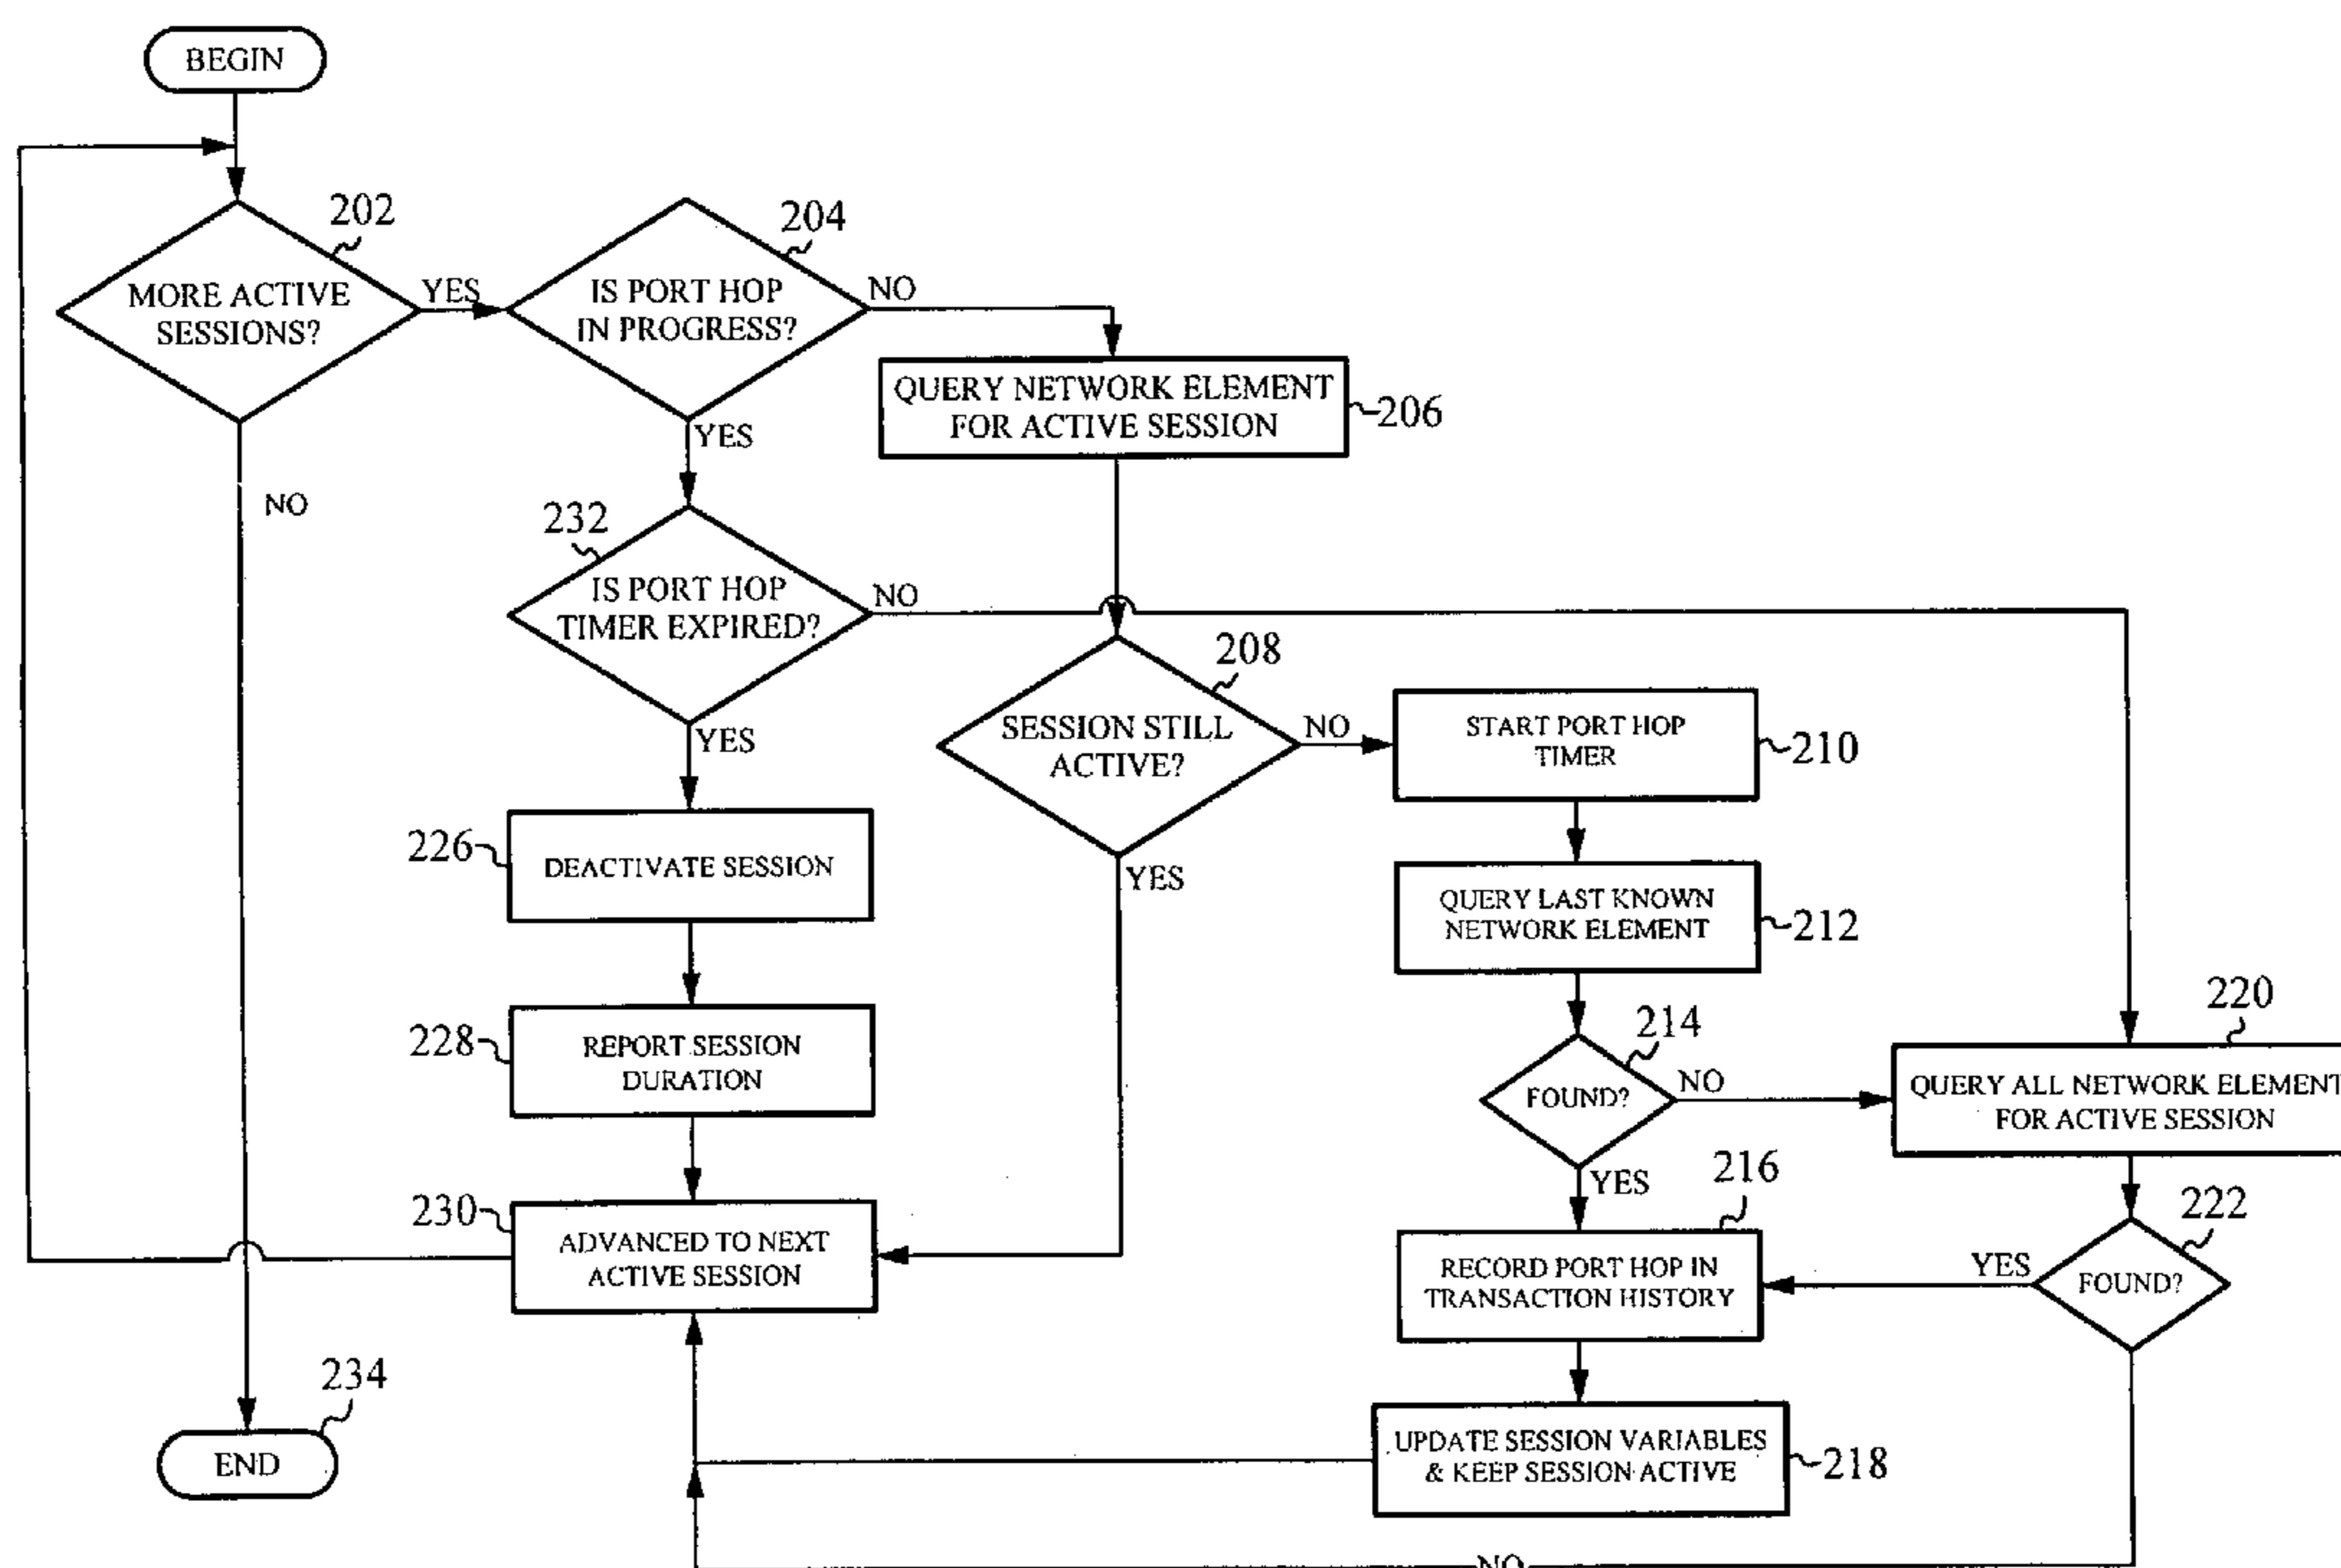 BEGIN
202
204
MORE ACTIVE
SESSIONS?
YES
IS PORT HOP
IN PROGRESS?
NO
QUERY NETWORK ELEMENT
FOR ACTIVE SESSION
206
YES
NO
232
IS PORT HOP
TIMER EXPIRED?
NO
208
SESSION STILL
ACTIVE?
NO
START PORT HOP
TIMER
210
YES
226
DEACTIVATE SESSION
YES
QUERY LAST KNOWN
NETWORK ELEMENT
212
228
REPORT SESSION
DURATION
214
FOUND?
NO
220
QUERY ALL NETWORK ELEMENT
FOR ACTIVE SESSION
YES
216
222
230
ADVANCED TO NEXT
ACTIVE SESSION
RECORD PORT HOP IN
TRANSACTION HISTORY
YES
FOUND?
234
END
UPDATE SESSION VARIABLES
& KEEP SESSION ACTIVE
218
NO